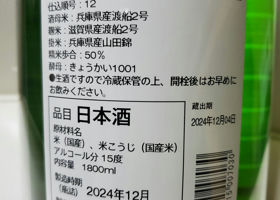 仕込順号：12
酒母米：兵庫県産渡船2号
麹米：滋賀県産渡船2号
掛米：兵庫県産山田錦
精米歩合：50%
酵母：きょうかい1001
●生酒ですので冷蔵保管の上、開栓後はお早めに
お飲みください。
品目 日本酒
原材料名
米（国産）、米こうじ（国産米）
アルコール分 15度
内容量 1800ml
製造時期
（瓶詰） 2024年12月
蔵出期
2024年12月04日